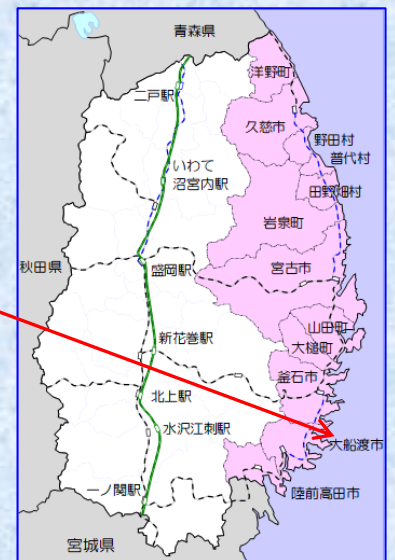 青森県
洋野町
二戸駅
久慈市
野田村
普代村
いわて
沼宮内駅
田野畑村
岩泉町
秋田県
盛岡駅
宮古市
山田町
新花巻駅
大槌町
釜石市
北上駅
水沢江刺駅
大船渡市
一ノ関駅
陸前高田市
宮城県